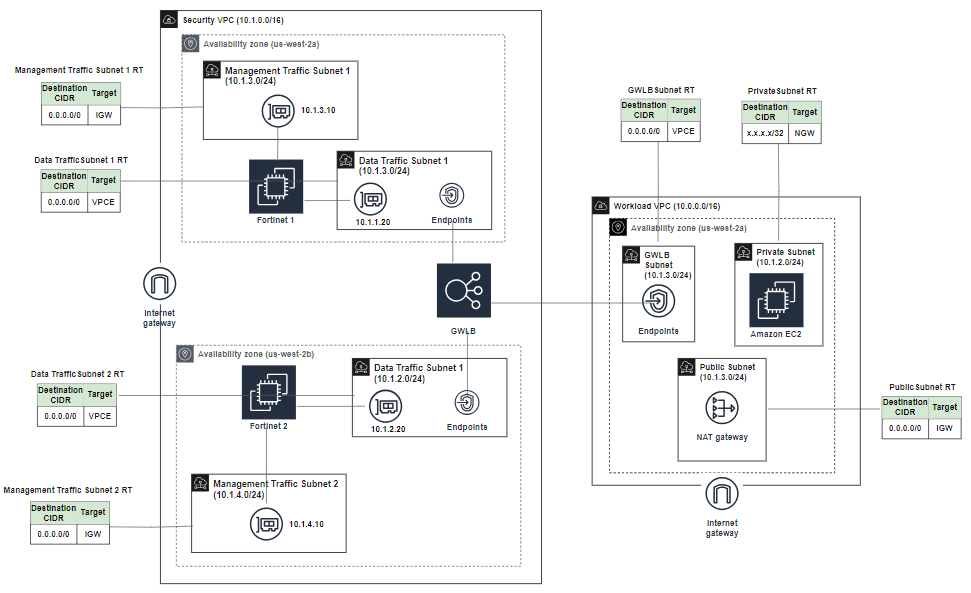 Security VPC (10.1.0.0/16)
Availability zone (us-west-2a)
Management Traffic Subnet 1 RT
Destination
CIDR
Target
0.0.0.0/0
IGW
Management Traffic Subnet 1
(10.1.3.0/24)
10.1.3.10
Data Traffic Subnet 1 RT
Destination
CIDR
Target
0.0.0.0/0
VPCE
Fortinet 1
Data Traffic Subnet 1
(10.1.3.0/24)
10.1.1.20
Endpoints
Internet
gateway
GWLB
Availability zone (us-west-2b)
Data Traffic Subnet 2 RT
Destination
CIDR
Target
0.0.0.0/0
VPCE
Fortinet 2
Data Traffic Subnet 1
(10.1.2.0/24)
10.1.2.20
Endpoints
Management Traffic Subnet 2 RT
Destination
CIDR
Target
0.0.0.0/0
IGW
Management Traffic Subnet 2
(10.1.4.0/24)
10.1.4.10
GWLB Subnet RT
Destination
CIDR
Target
0.0.0.0/0
VPCE
Private Subnet RT
Destination
CIDR
Target
x.x.x.x/32
NGW
Workload VPC (10.0.0.0/16)
Availability zone (us-west-2a)
GWLB
Subnet
(10.1.3.0/24)
Endpoints
Private Subnet
(10.1.2.0/24)
Amazon EC2
Public Subnet
(10.1.3.0/24)
NAT gateway
Public Subnet RT
Destination
CIDR
Target
0.0.0.0/0
IGW
Internet
gateway